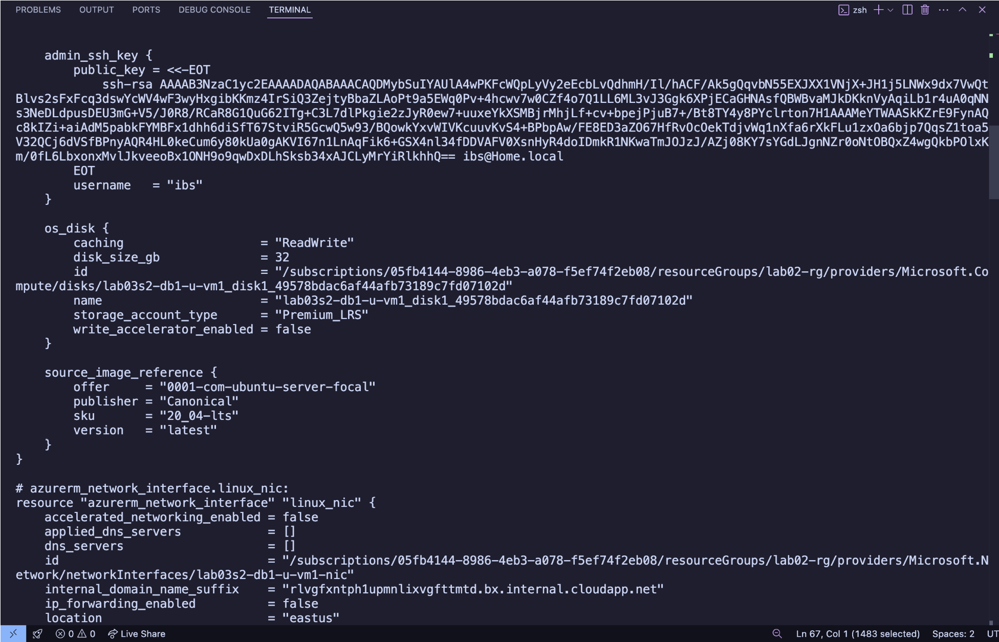 PROBLEMS OUTPUT PORTS DEBUG CONSOLE TERMINAL zsh
admin_ssh_key {
public_key = <<-EOT
ssh-rsa AAAAB3NzaC1yc2EAAAADAQABAAACAQDMybSuIYAUlA4wPKFcWQpLyVy2eEcbLvQdhmH/Il/hACF/Ak5gQqvbN55EXJXX1VNjX+JH1j5LNWx9dx7VwQt
Blvs2sFxFcq3dswYcWV4wF3wyHxgibKKmz4IrSiQ3ZejtyBbaZLAoPt9a5EWq0Pv+4hcwv7w0CZf4o7Q1LL6ML3vJ3Ggk6XPjECaGHNAsfQBWBvaMJkDKknVyAqiLb1r4uA0qNN
s3NeDLdpusDEU3mG+V5/J0R8/RCaR8G1QuG62ITg+C3L7dlPkgie2zJyR0ew7+uuxeYkXSMBjrMhjLf+cv+bpejPjuB7+/Bt8TY4y8PYclrton7H1AAAMeYTWAASkKZrE9FynAQ
c8kIZi+aiAdM5pabkFYMBFx1dhh6diSfT67StviR5GcwQ5w93/BQowkYxvWIVKcuuvKvS4+BPbpAw/FE8ED3aZO67HfRvOcOekTdjvWq1nXfa6rXkFLu1zxOa6bjp7QqsZ1toa5
V32QCj6dVSfBPnyAQR4HL0keCum6y80kUa0gAKVI67n1LnAqFik6+GSX4nl34fDDVAFV0XsnHyR4doIDmkR1NKwaTmJOJzJ/AZj08KY7sYGdLJgnNZr0oNtOBQxZ4wgQkbPOlxK
m/0fL6LbxonxMvlJkveeoBx1ONH9o9qwDxDLhSksb34xAJCLyMrYiRlkhhQ== ibs@Home.local
EOT
username = "ibs"
}
os_disk {
caching = "ReadWrite"
disk_size_gb = 32
id = "/subscriptions/05fb4144-8986-4eb3-a078-f5ef74f2eb08/resourceGroups/lab02-rg/providers/Microsoft.Co
mpute/disks/lab03s2-db1-u-vm1_disk1_49578bdac6af44afb73189c7fd07102d"
name = "lab03s2-db1-u-vm1_disk1_49578bdac6af44afb73189c7fd07102d"
storage_account_type = "Premium_LRS"
write_accelerator_enabled = false
}
source_image_reference {
offer = "0001-com-ubuntu-server-focal"
publisher = "Canonical"
sku = "20_04-lts"
version = "latest"
}
}
# azurerm_network_interface.linux_nic:
resource "azurerm_network_interface" "linux_nic" {
accelerated_networking_enabled = false
applied_dns_servers = []
dns_servers = []
id = "/subscriptions/05fb4144-8986-4eb3-a078-f5ef74f2eb08/resourceGroups/lab02-rg/providers/Microsoft.N
etwork/networkInterfaces/lab03s2-db1-u-vm1-nic"
internal_domain_name_suffix = "rlvgfxntph1upmnlixvgfttmtd.bx.internal.cloudapp.net"
ip_forwarding_enabled = false
location = "eastus"
0 0 Live Share Ln 67, Col 1 (1483 selected) Spaces: 2 UT